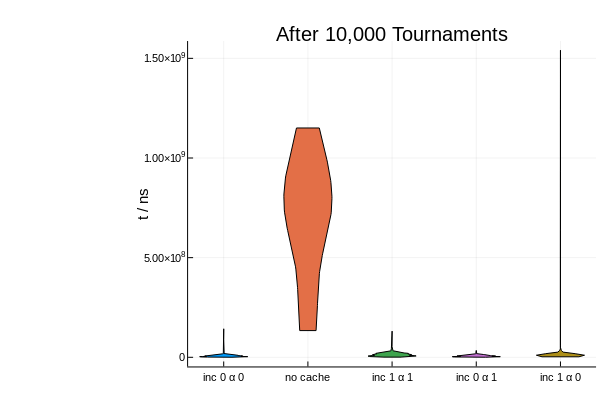 After 10,000 Tournaments
1.50×10⁹
1.00×10⁹
5.00×10⁸
0
t / ns
inc 0 α 0
no cache
inc 1 α 1
inc 0 α 1
inc 1 α 0